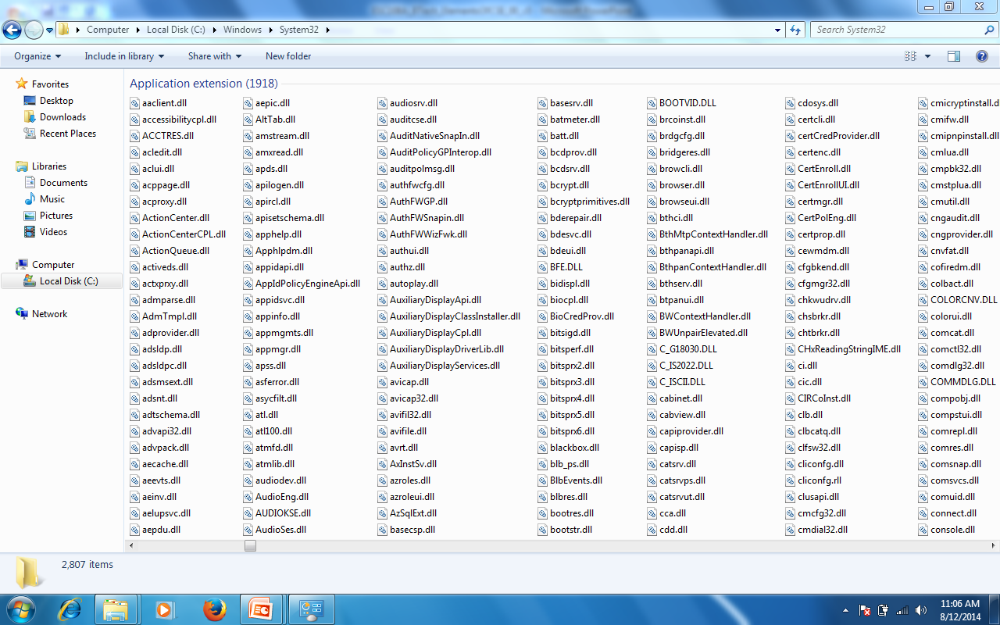 Computer Local Disk (C:) Windows System32 Search System32
Organize Include in library Share with New folder
Favorites
Desktop
Downloads
Recent Places
Libraries
Documents
Music
Pictures
Videos
Computer
Local Disk (C:)
Network
Application extension (1918)
aaclient.dll
accessibilitycpl.dll
ACCTRES.dll
acledit.dll
aclui.dll
acppage.dll
acproxy.dll
ActionCenter.dll
ActionCenterCPL.dll
ActionQueue.dll
activeds.dll
actxprxy.dll
admparse.dll
AdmTmpl.dll
adprovider.dll
adsldp.dll
adsldpc.dll
adsmsext.dll
adsnt.dll
adtschema.dll
advapi32.dll
advpack.dll
aecache.dll
aeevts.dll
aeinv.dll
aelupsvc.dll
aepdu.dll
aepic.dll
AltTab.dll
amstream.dll
amxread.dll
apds.dll
apilogen.dll
apircl.dll
apisetschema.dll
apphelp.dll
Apphlpdm.dll
appidapi.dll
AppIdPolicyEngineApi.dll
appidsvc.dll
appinfo.dll
appmgmts.dll
appmgr.dll
apss.dll
asferror.dll
asycfilt.dll
atl.dll
atl100.dll
atmfd.dll
atmlib.dll
audiodev.dll
AudioEng.dll
AUDIOKSE.dll
AudioSes.dll
audiosrv.dll
auditcse.dll
AuditNativeSnapIn.dll
AuditPolicyGPInterop.dll
auditpolmsg.dll
authfwcfg.dll
AuthFWGP.dll
AuthFWSnapin.dll
AuthFWWizFwk.dll
authui.dll
authz.dll
autoplay.dll
AuxiliaryDisplayApi.dll
AuxiliaryDisplayClassInstaller.dll
AuxiliaryDisplayCpl.dll
AuxiliaryDisplayDriverLib.dll
AuxiliaryDisplayServices.dll
avicap.dll
avicap32.dll
avifil32.dll
avifile.dll
avrt.dll
AxInstSv.dll
azroles.dll
azroleui.dll
AzSqlExt.dll
basecsp.dll
basesrv.dll
batmeter.dll
batt.dll
bcdprov.dll
bcdsrv.dll
bcrypt.dll
bcryptprimitives.dll
bderepair.dll
bdesvc.dll
bdeui.dll
BFE.DLL
bidispl.dll
biocpl.dll
BioCredProv.dll
bitsigd.dll
bitsperf.dll
bitsprx2.dll
bitsprx3.dll
bitsprx4.dll
bitsprx5.dll
bitsprx6.dll
blackbox.dll
blb_ps.dll
BlbEvents.dll
blbres.dll
bootres.dll
bootstr.dll
BOOTVID.DLL
brcoinst.dll
brdgcfg.dll
bridgeres.dll
browcli.dll
browser.dll
browseui.dll
bthci.dll
BthMtpContextHandler.dll
bthpanapi.dll
BthpanContextHandler.dll
bthserv.dll
btpanui.dll
BWContextHandler.dll
BWUnpairElevated.dll
C_G18030.DLL
C_IS2022.DLL
C_ISCII.DLL
cabinet.dll
cabview.dll
capiprovider.dll
capisp.dll
catsrv.dll
catsrvps.dll
catsrvut.dll
cca.dll
cdd.dll
cdosys.dll
certcli.dll
certCredProvider.dll
certenc.dll
CertEnroll.dll
CertEnrollUI.dll
certmgr.dll
CertPolEng.dll
certprop.dll
cewmdm.dll
cfgbkend.dll
cfgmgr32.dll
chkwudrv.dll
chsbrkr.dll
chtbrkr.dll
CHxReadingStringIME.dll
ci.dll
cic.dll
CIRCoInst.dll
clb.dll
clbcatq.dll
clfsw32.dll
cliconfg.dll
cliconfg.rll
clusapi.dll
cmcfg32.dll
cmdial32.dll
cmicryptinstall.d
cmifw.dll
cmipnpinstall.dl
cmlua.dll
cmpbk32.dll
cmstplua.dll
cmutil.dll
cngaudit.dll
cngprovider.dll
cnvfat.dll
cofiredm.dll
colbact.dll
COLORCNV.DLL
colorui.dll
comcat.dll
comctl32.dll
comdlg32.dll
COMMDLG.DLL
compobj.dll
compstui.dll
comrepl.dll
comres.dll
comsnap.dll
comsvcs.dll
comuid.dll
connect.dll
console.dll
2,807 items
11:06 AM
8/12/2014